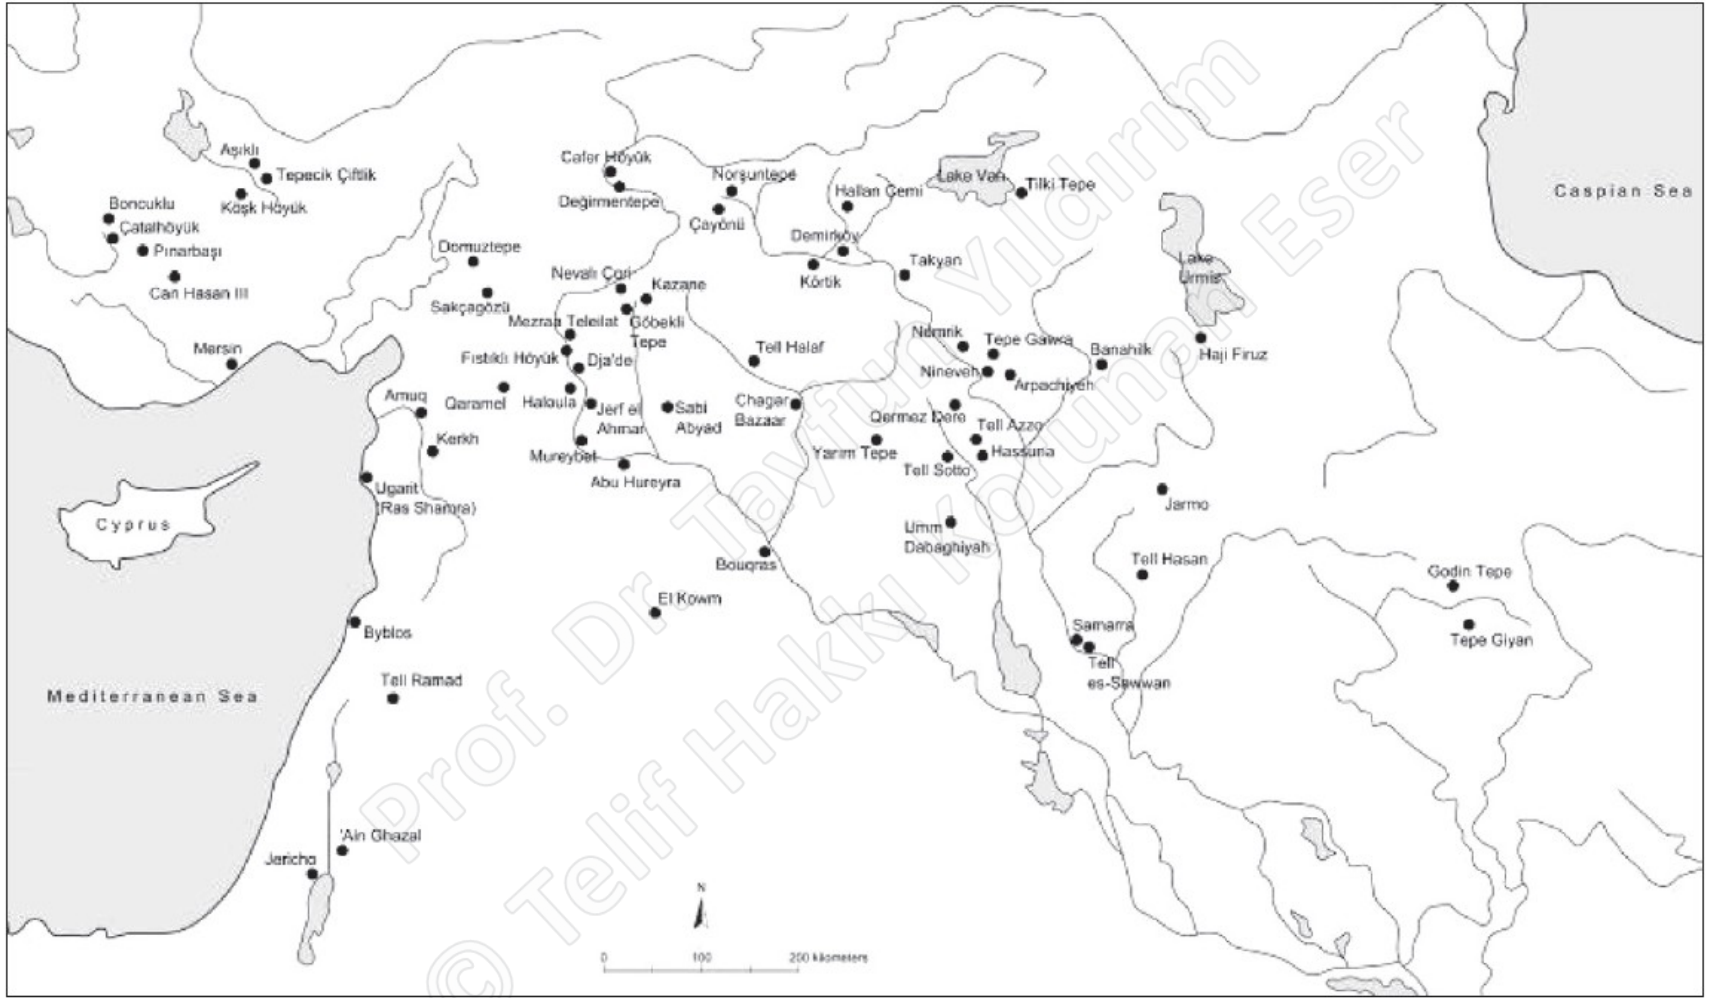 Aşıklı
Tepecik Çiftlik
Köşk Höyük
Boncuklu
Çatalhöyük
Pınarbaşı
Can Hasan III
Mersin
Cafer Höyük
Değirmentepe
Norşuntepe
Çayönü
Hallan Çemi
Lake Van
Tilki Tepe
Demirköy
Körtik
Takyan
Caspian Sea
Lake
Urmis
Domuztepe
Sakçagözü
Nevalı Çori
Kazane
Göbekli
Tepe
Mezraa Teleilat
Fıstıklı Höyük
Dja'de
Tell Halaf
Nemrik
Tepe Gawra
Banahilk
Haji Firuz
Nineveh
Arpachiyeh
Amuq
Qaramel
Haloula
Jerf el
Ahmar
Sabi
Abyad
Chagar
Bazaar
Qermez Dere
Tell Azzo
Hassuna
Kerkh
Mureybet
Abu Hureyra
Yarim Tepe
Tell Sotto
Ugarit
(Ras Shamra)
Jarmo
Cyprus
Umm
Dabaghiyah
Bouqras
Tell Hasan
Godin Tepe
El Kowm
Byblos
Samarra
Tell
es-Sawwan
Tepe Giyan
Mediterranean Sea
Tell Ramad
'Ain Ghazal
Jericho
N
0 100 200 kilometers
Prof. Dr. Tayfun Yıldırım
© Telif Hakkı Korunan Eser